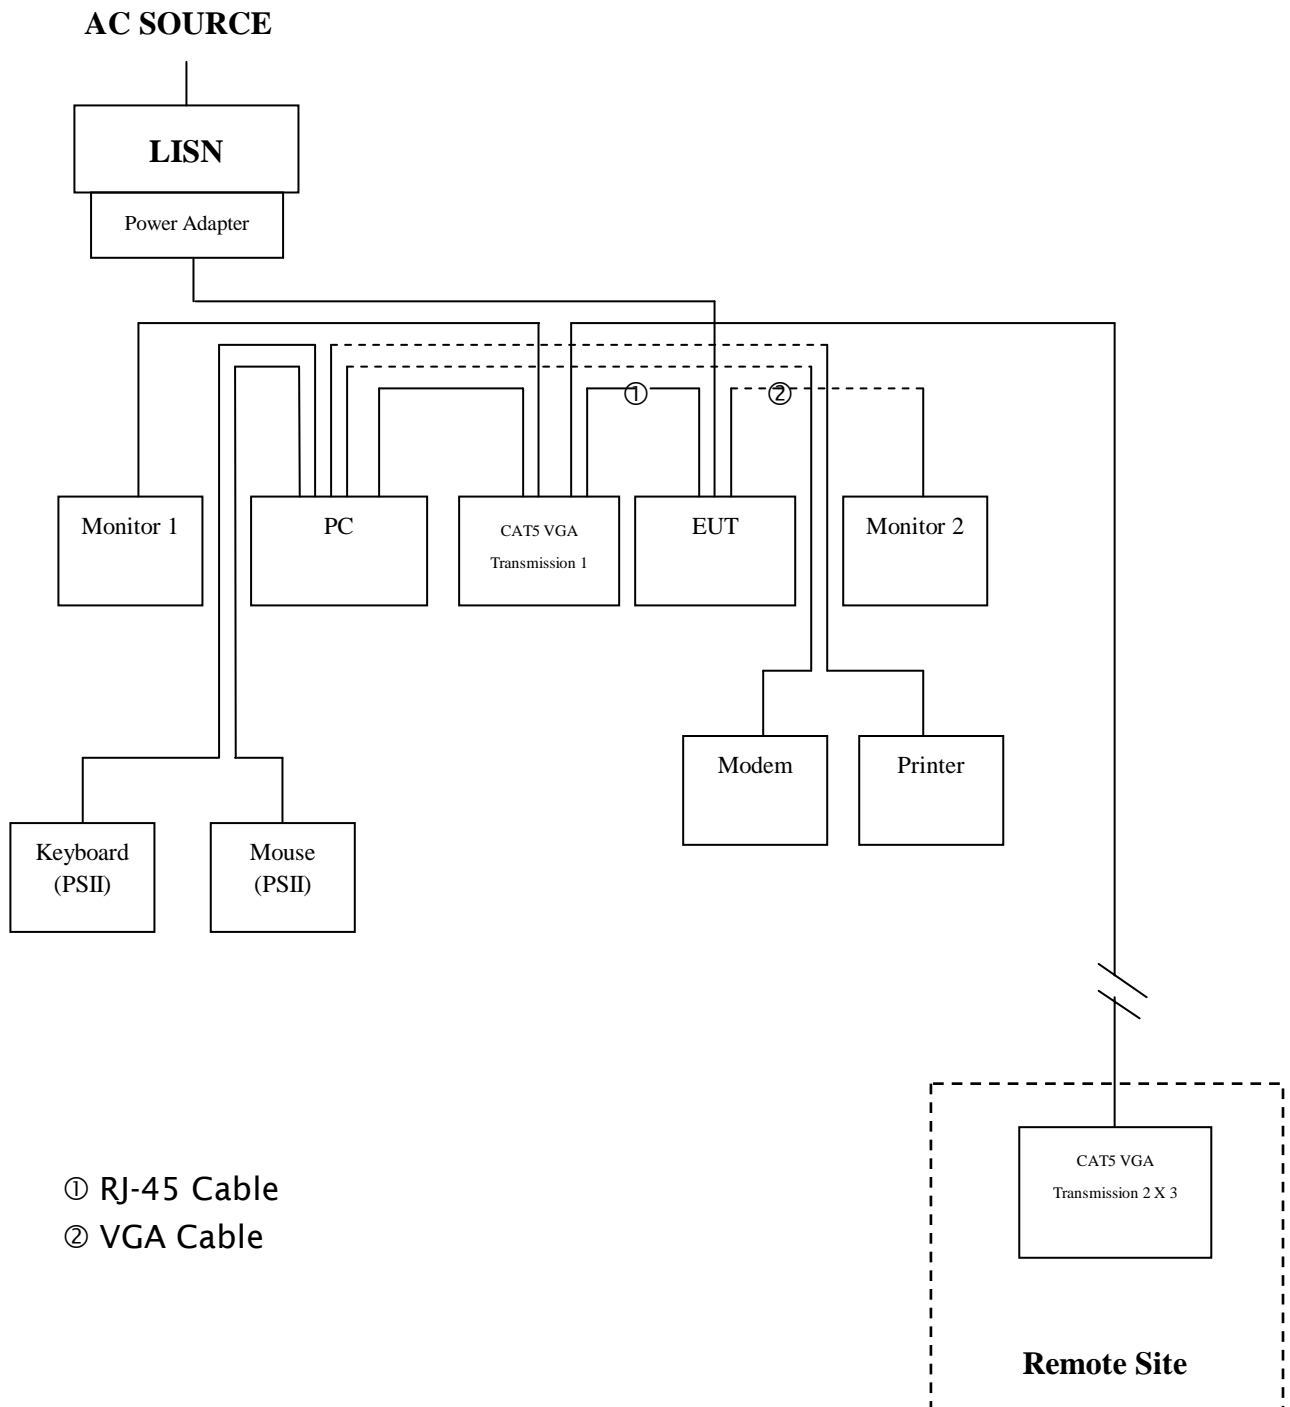 AC SOURCE
LISN
Power Adapter
① ②
Monitor 1
PC
CAT5 VGA
Transmission 1
EUT
Monitor 2
Modem
Printer
Keyboard
(PSII)
Mouse
(PSII)
CAT5 VGA
Transmission 2 X 3
① RJ-45 Cable
② VGA Cable
Remote Site